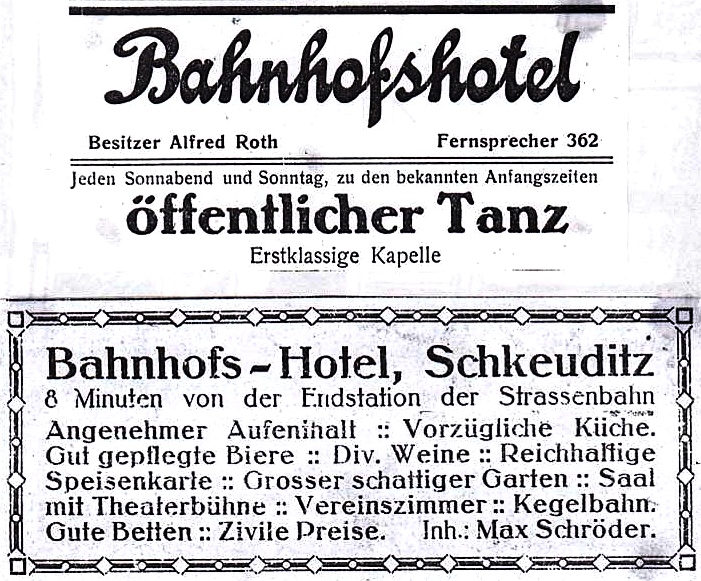 Bahnhofshotel
Besitzer Alfred Roth Fernsprecher 362
Jeden Sonnabend und Sonntag, zu den bekannten Anfangszeiten
öffentlicher Tanz
Erstklassige Kapelle
Bahnhofs-Hotel, Schkeuditz
8 Minuten von der Endstation der Strassenbahn
Angenehmer Aufenthalt :: Vorzügliche Küche.
Gut gepflegte Biere :: Div. Weine :: Reichhaltige
Speisenkarte :: Grosser schattiger Garten :: Saal
mit Theaterbühne :: Vereinszimmer :: Kegelbahn.
Gute Betten :: Zivile Preise. Inh.: Max Schröder.